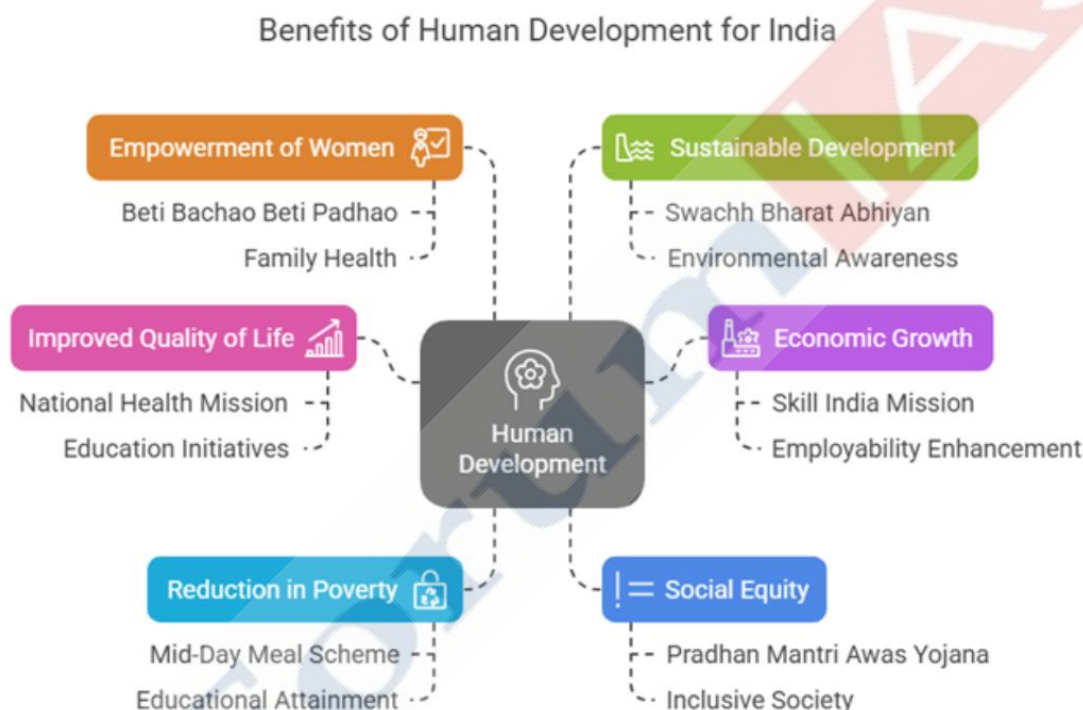 Benefits of Human Development for India
Empowerment of Women
Beti Bachao Beti Padhao
Family Health
Sustainable Development
Swachh Bharat Abhiyan
Environmental Awareness
Improved Quality of Life
National Health Mission
Education Initiatives
Human
Development
Economic Growth
Skill India Mission
Employability Enhancement
Reduction in Poverty
Mid-Day Meal Scheme
Educational Attainment
Social Equity
Pradhan Mantri Awas Yojana
Inclusive Society
ForumIAS